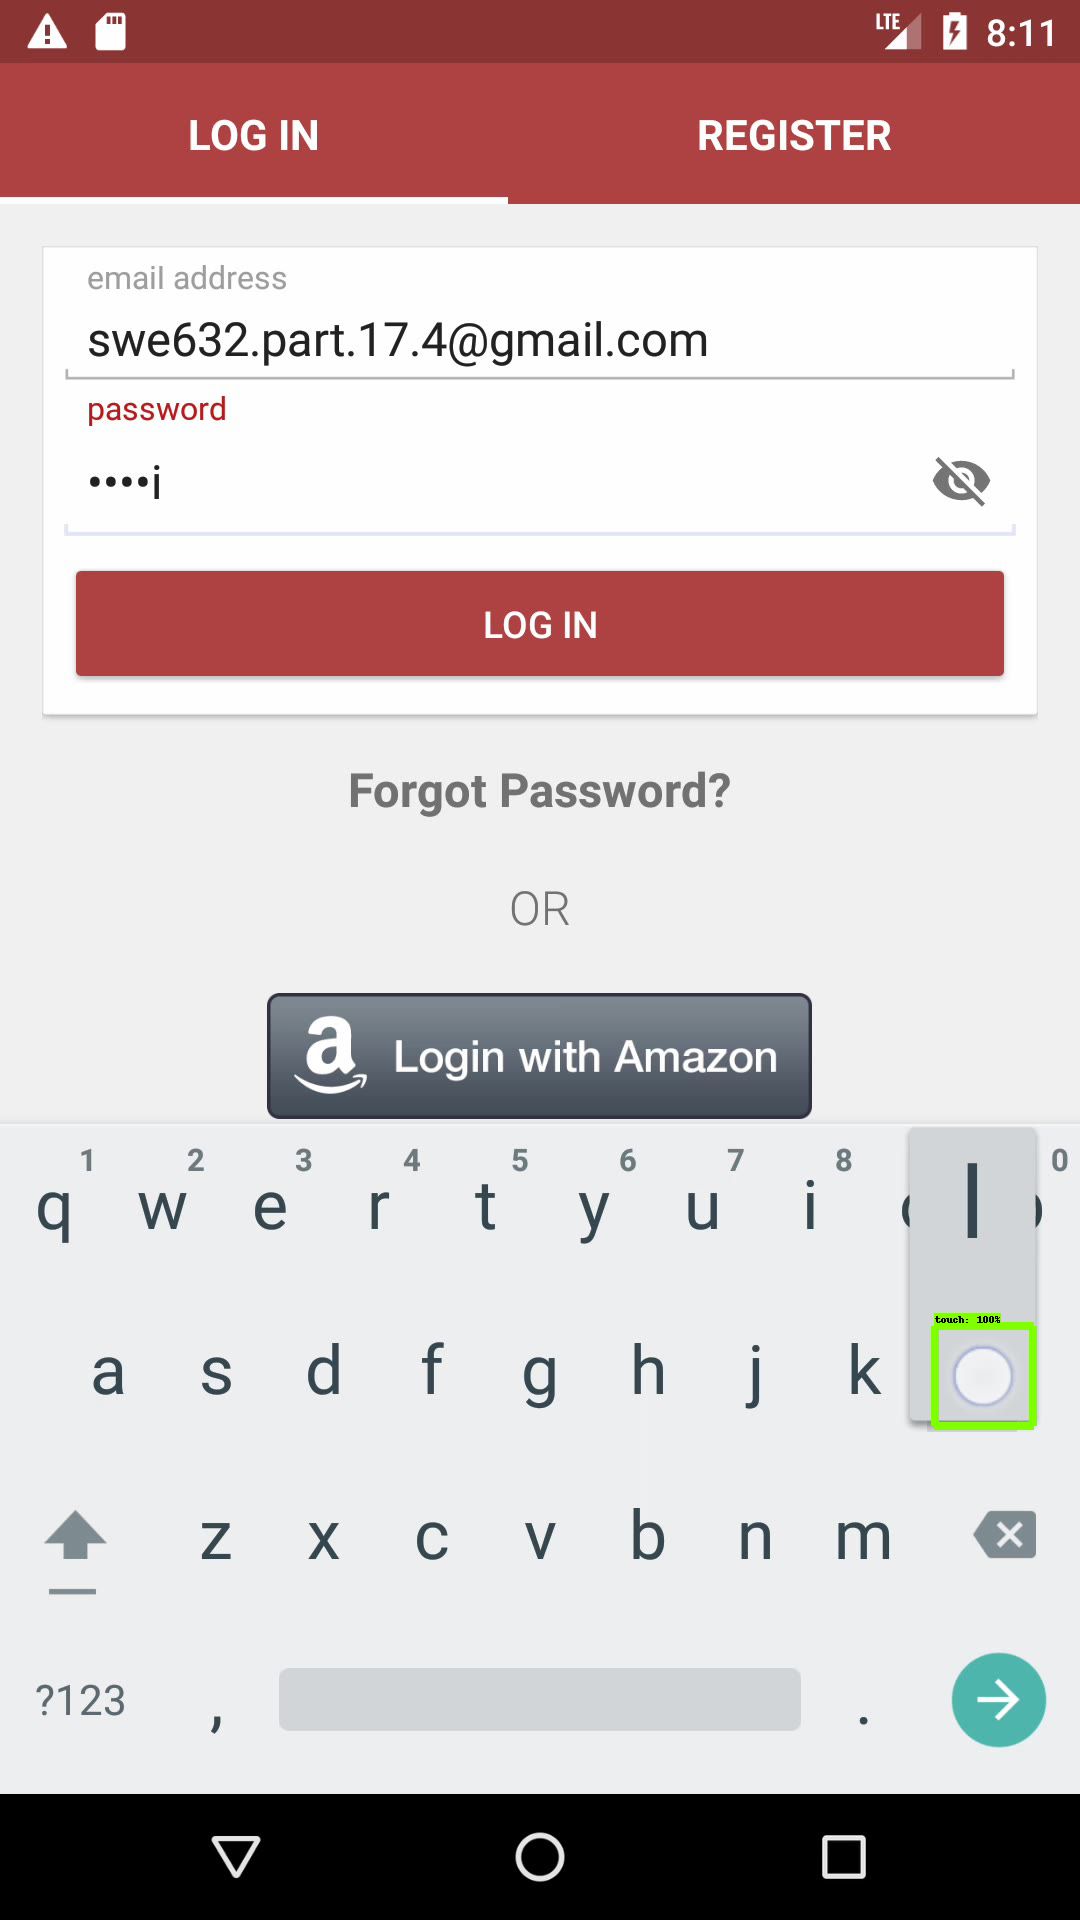 LTE 8:11
LOG IN REGISTER
email address
swe632.part.17.4@gmail.com
password
••••i
LOG IN
Forgot Password?
OR
a Login with Amazon
1 2 3 4 5 6 7 8 0
q w e r t y u i l
touch: 100%
a s d f g h j k
z x c v b n m
?123 , .